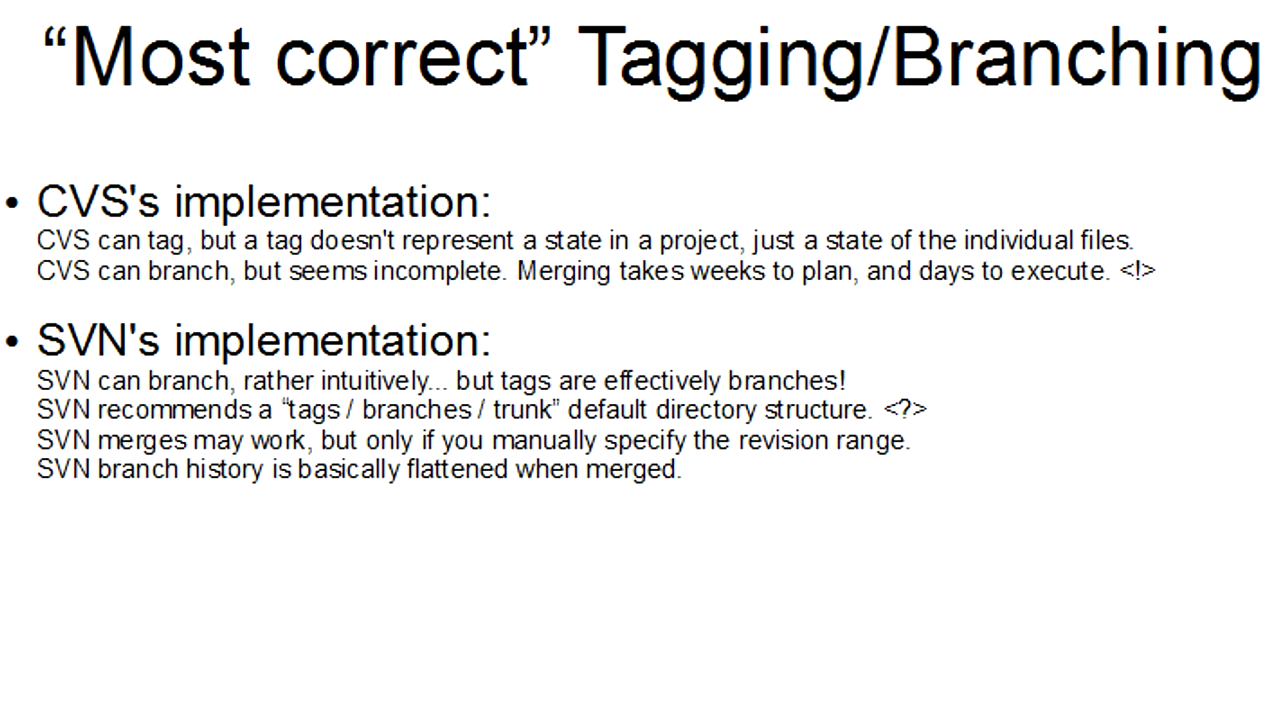 “Most correct” Tagging/Branching
• CVS's implementation:
CVS can tag, but a tag doesn't represent a state in a project, just a state of the individual files.
CVS can branch, but seems incomplete. Merging takes weeks to plan, and days to execute. <!>
• SVN's implementation:
SVN can branch, rather intuitively... but tags are effectively branches!
SVN recommends a “tags / branches / trunk” default directory structure. <?>
SVN merges may work, but only if you manually specify the revision range.
SVN branch history is basically flattened when merged.